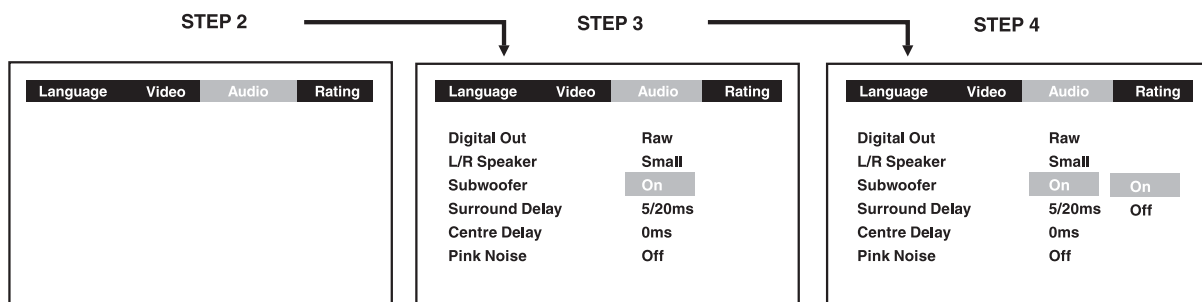 STEP 2
STEP 3
STEP 4
Language Video Audio Rating
Language Video Audio Rating
Digital Out Raw
L/R Speaker Small
Subwoofer On
Surround Delay 5/20ms
Centre Delay 0ms
Pink Noise Off
Language Video Audio Rating
Digital Out Raw
L/R Speaker Small
Subwoofer On On
Surround Delay 5/20ms Off
Centre Delay 0ms
Pink Noise Off